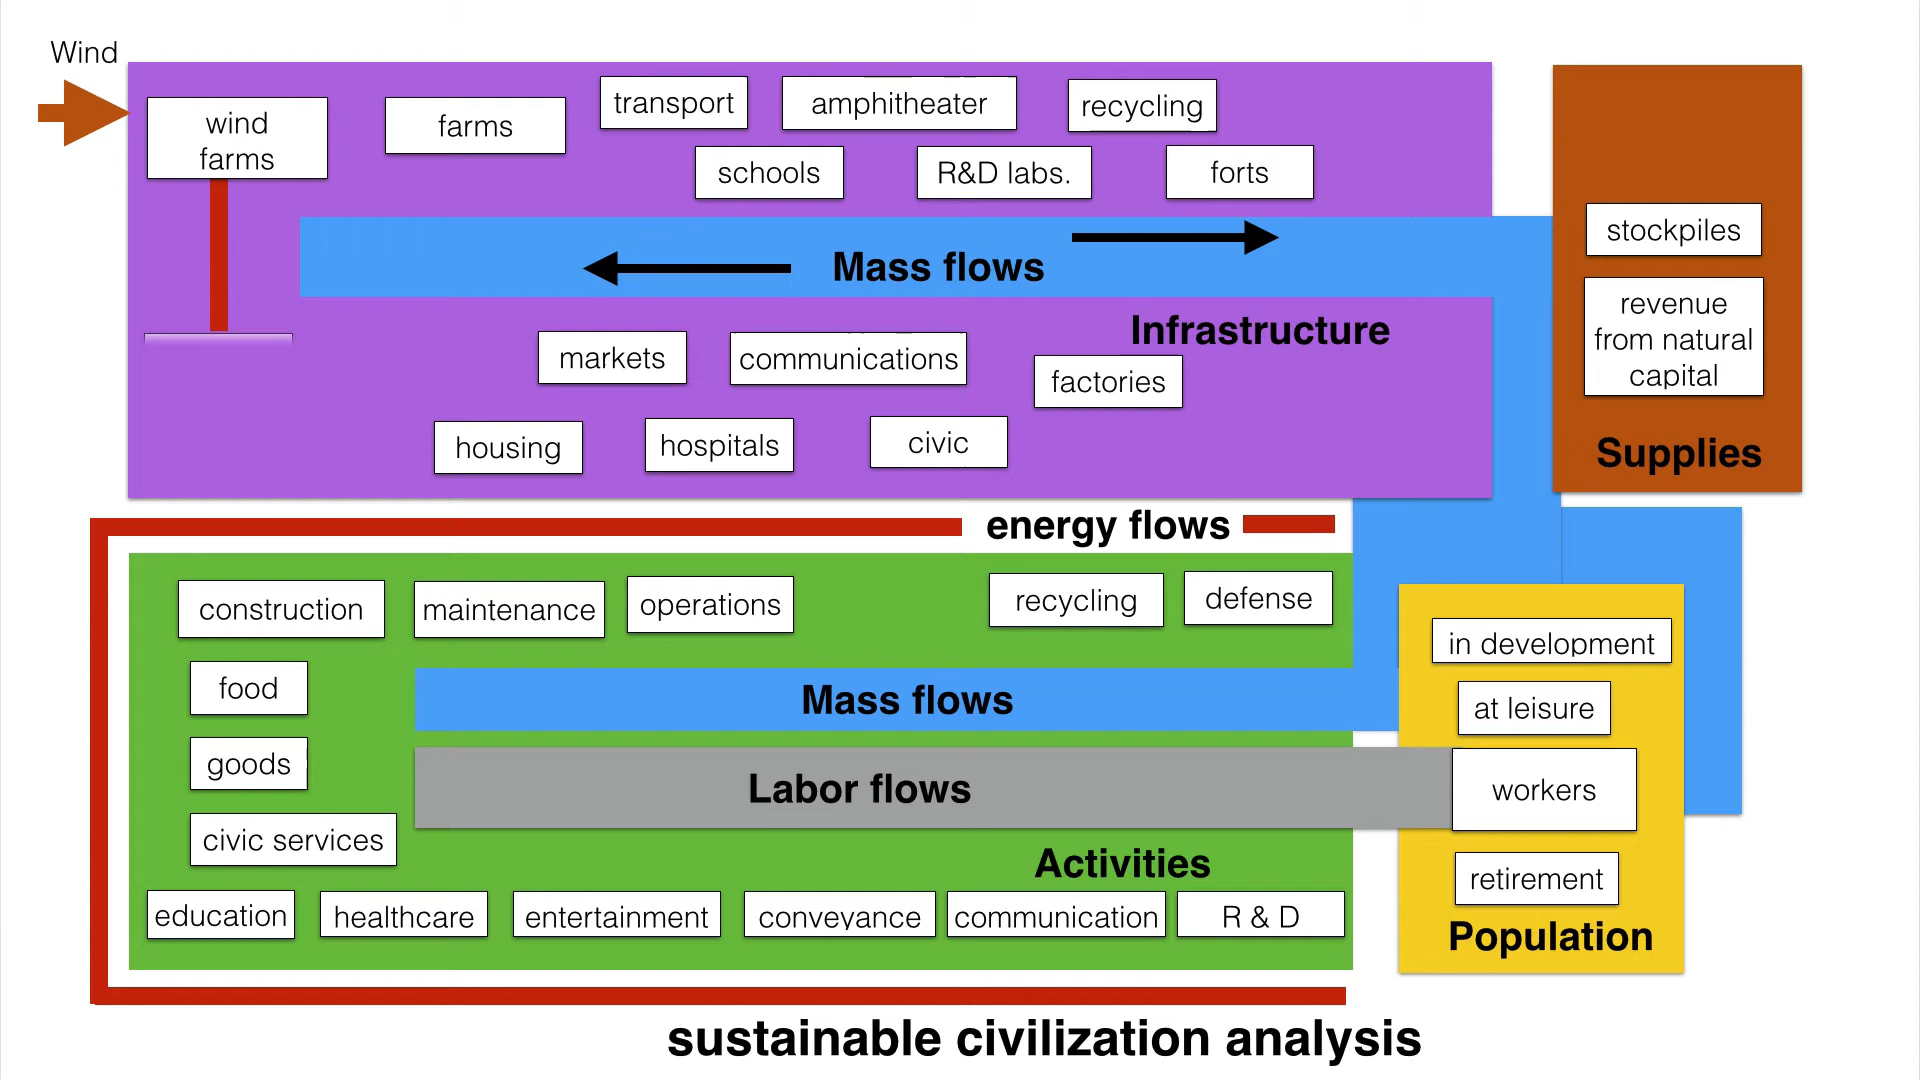 Wind
wind
farms
farms
transport
amphitheater
recycling
schools
R&D labs.
forts
Mass flows
Infrastructure
markets
communications
factories
housing
hospitals
civic
stockpiles
revenue
from natural
capital
Supplies
energy flows
construction
maintenance
operations
recycling
defense
food
goods
civic services
Mass flows
Labor flows
Activities
education
healthcare
entertainment
conveyance
communication
R & D
in development
at leisure
workers
retirement
Population
sustainable civilization analysis